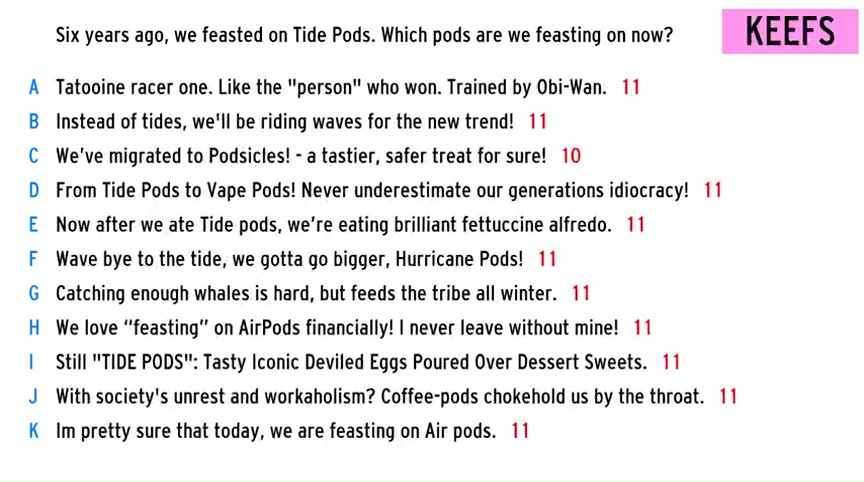 Six years ago, we feasted on Tide Pods. Which pods are we feasting on now?
KEEFS
A Tatooine racer one. Like the "person" who won. Trained by Obi-Wan. 11
B Instead of tides, we'll be riding waves for the new trend! 11
C We've migrated to Podsicles! - a tastier, safer treat for sure! 10
D From Tide Pods to Vape Pods! Never underestimate our generations idiocracy! 11
E Now after we ate Tide pods, we're eating brilliant fettuccine alfredo. 11
F Wave bye to the tide, we gotta go bigger, Hurricane Pods! 11
G Catching enough whales is hard, but feeds the tribe all winter. 11
H We love “feasting” on AirPods financially! I never leave without mine! 11
I Still "TIDE PODS": Tasty Iconic Deviled Eggs Poured Over Dessert Sweets. 11
J With society's unrest and workaholism? Coffee-pods chokehold us by the throat. 11
K Im pretty sure that today, we are feasting on Air pods. 11